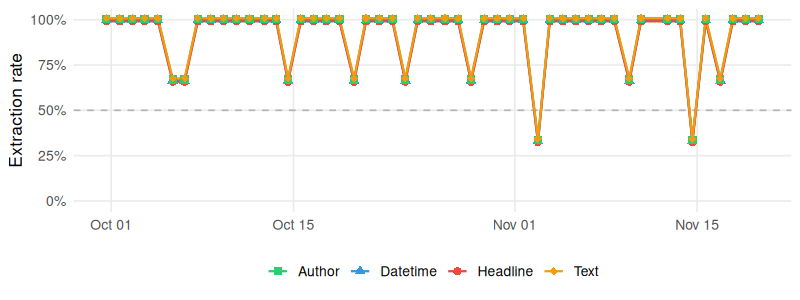 Extraction rate
100%
75%
50%
25%
0%
Oct 01 Oct 15 Nov 01 Nov 15
Author Datetime Headline Text